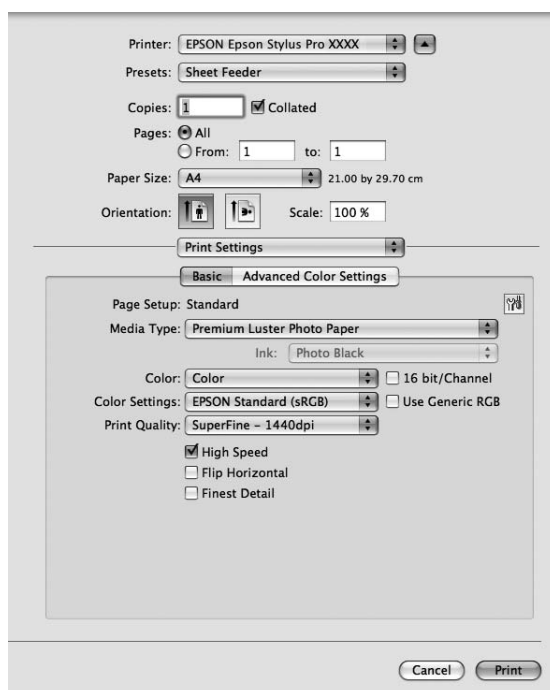 Printer: EPSON Epson Stylus Pro XXXX
Presets: Sheet Feeder
Copies: 1 Collated
Pages: All
From: 1 to: 1
Paper Size: A4 21.00 by 29.70 cm
Orientation: Scale: 100 %
Print Settings
Basic Advanced Color Settings
Page Setup: Standard
Media Type: Premium Luster Photo Paper
Ink: Photo Black
Color: Color 16 bit/Channel
Color Settings: EPSON Standard (sRGB) Use Generic RGB
Print Quality: SuperFine – 1440dpi
High Speed
Flip Horizontal
Finest Detail
Cancel Print